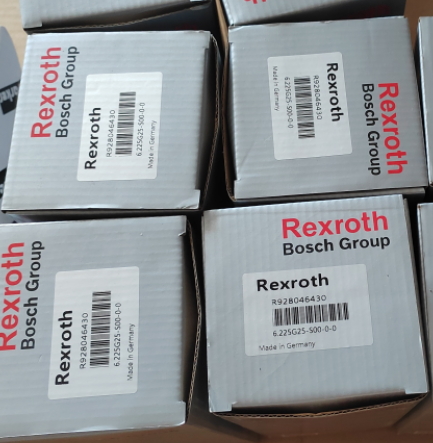 Rexroth
Bosch Group
Rexroth
R928046430
6.225G25-S00-0-0
Made in Germany
Rexroth
Bosch Group
Rexroth
R928046430
6.225G25-S00-0-0
Made in Germany
Rexroth
Bosch Group
Rexroth
R928046430
6.225G25-S00-0-0
Made in Germany
Rexroth
Bosch Group
Rexroth
R928046430
6.225G25-S00-0-0
Made in Germany